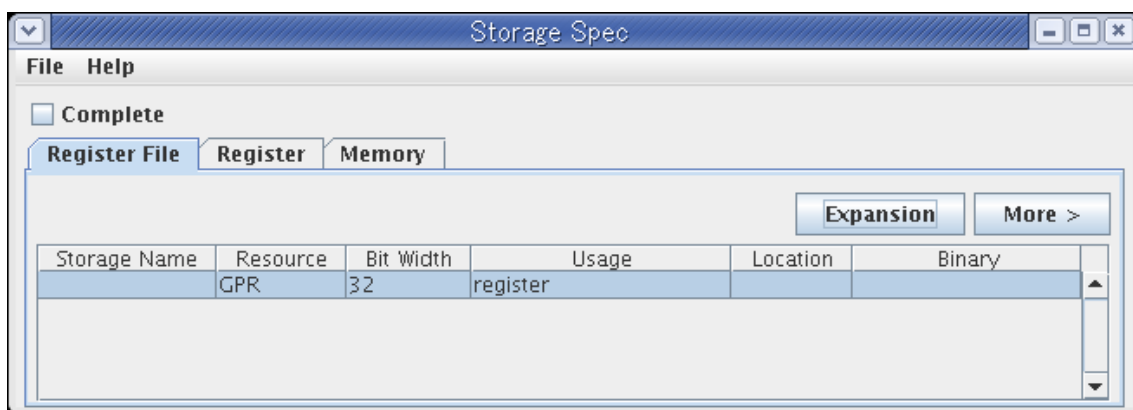 Storage Spec
File Help
Complete
Register File Register Memory
Expansion More >
Storage Name Resource Bit Width Usage Location Binary
GPR 32 register